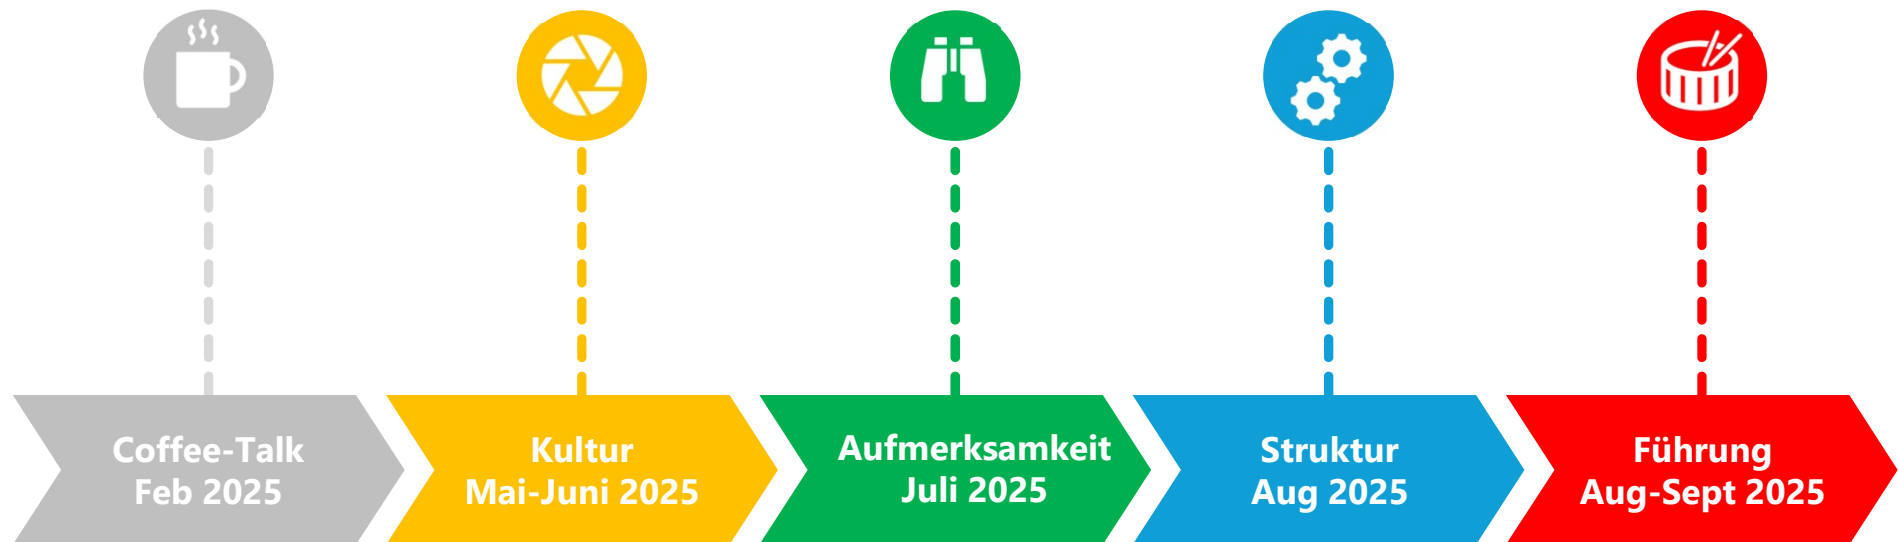 Coffee-Talk
Feb 2025
Kultur
Mai-Juni 2025
Aufmerksamkeit
Juli 2025
Struktur
Aug 2025
Führung
Aug-Sept 2025